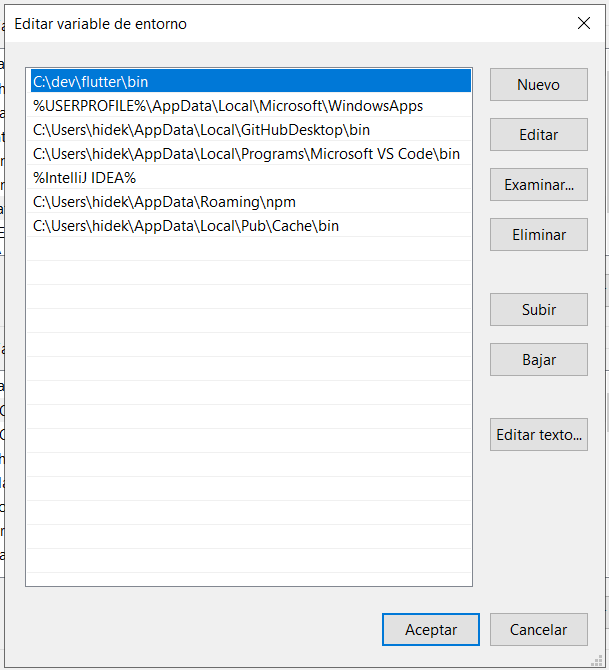 Editar variable de entorno
C:\dev\flutter\bin
%USERPROFILE%\AppData\Local\Microsoft\WindowsApps
C:\Users\hidek\AppData\Local\GitHubDesktop\bin
C:\Users\hidek\AppData\Local\Programs\Microsoft VS Code\bin
%IntelliJ IDEA%
C:\Users\hidek\AppData\Roaming\npm
C:\Users\hidek\AppData\Local\Pub\Cache\bin
Nuevo
Editar
Examinar...
Eliminar
Subir
Bajar
Editar texto...
Aceptar
Cancelar